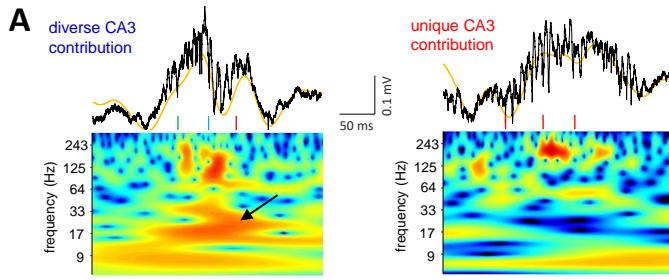 A
diverse CA3
contribution
unique CA3
contribution
0.1 mV
50 ms
frequency (Hz)
243
125
64
33
17
9
frequency (Hz)
243
125
64
33
17
9